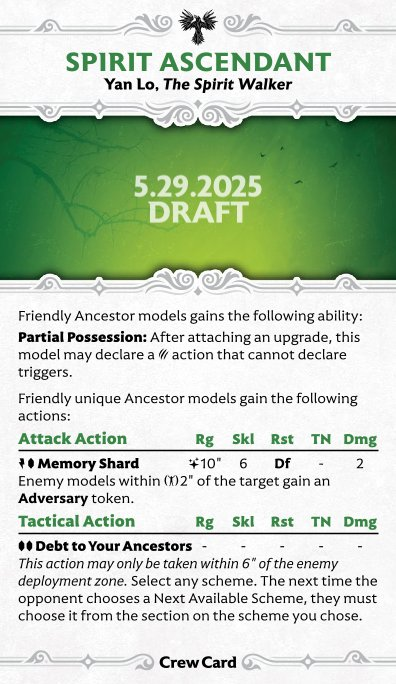 SPIRIT ASCENDANT
Yan Lo, The Spirit Walker
5.29.2025
DRAFT
Friendly Ancestor models gains the following ability:
Partial Possession: After attaching an upgrade, this
model may declare a action that cannot declare
triggers.
Friendly unique Ancestor models gain the following
actions:
Attack Action Rg Skl Rst TN Dmg
Memory Shard 10" 6 Df - 2
Enemy models within 2" of the target gain an
Adversary token.
Tactical Action Rg Skl Rst TN Dmg
Debt to Your Ancestors - - - - -
This action may only be taken within 6" of the enemy
deployment zone. Select any scheme. The next time the
opponent chooses a Next Available Scheme, they must
choose it from the section on the scheme you chose.
Crew Card